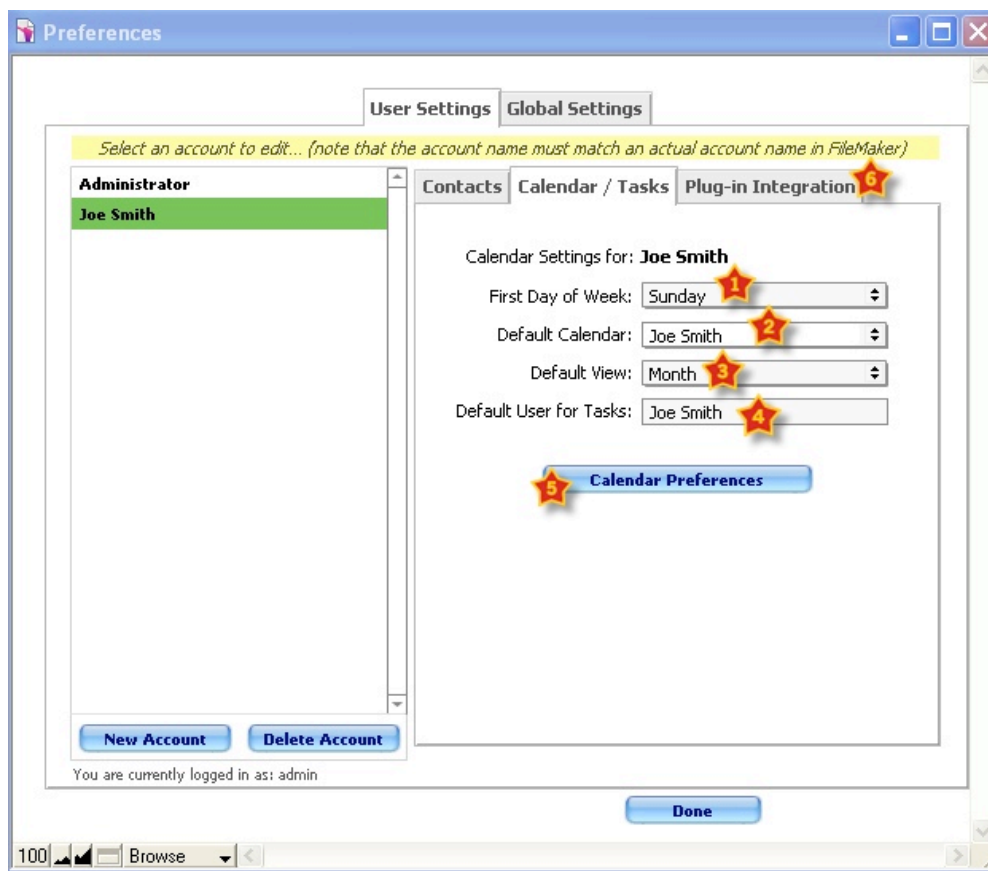 Preferences
User Settings Global Settings
Select an account to edit... (note that the account name must match an actual account name in FileMaker)
Administrator
Joe Smith
Contacts Calendar / Tasks Plug-in Integration 6
Calendar Settings for: Joe Smith
First Day of Week: Sunday 1
Default Calendar: Joe Smith 2
Default View: Month 3
Default User for Tasks: Joe Smith 4
5 Calendar Preferences
New Account Delete Account
You are currently logged in as: admin
Done
100 Browse